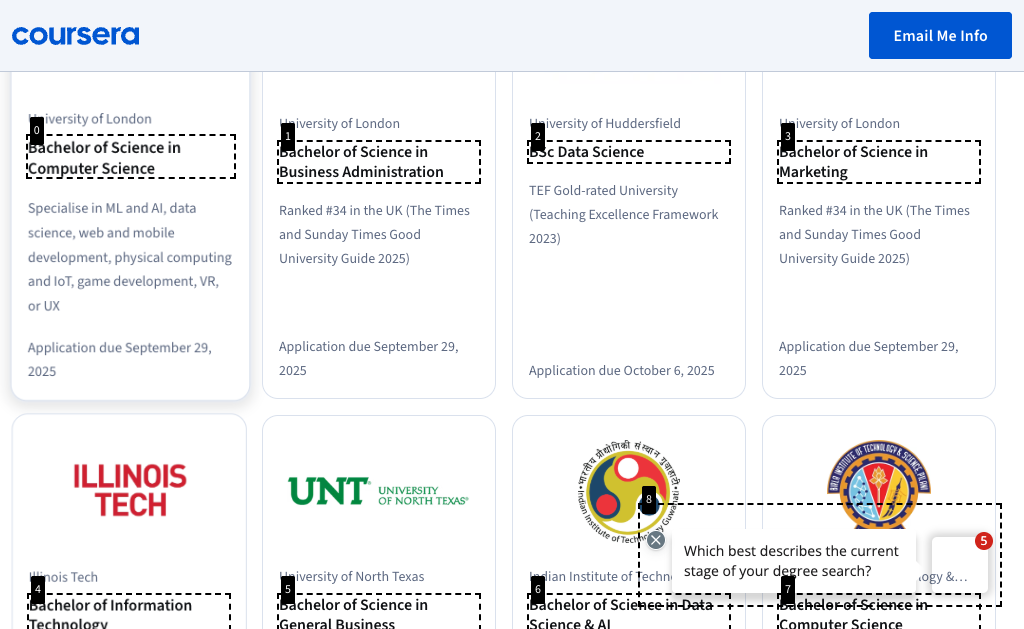 coursera
Email Me Info
University of London
Bachelor of Science in
Computer Science
Specialise in ML and AI, data
science, web and mobile
development, physical computing
and IoT, game development, VR,
or UX
Application due September 29,
2025
University of London
Bachelor of Science in
Business Administration
Ranked #34 in the UK (The Times
and Sunday Times Good
University Guide 2025)
Application due September 29,
2025
University of Huddersfield
BSc Data Science
TEF Gold-rated University
(Teaching Excellence Framework
2023)
Application due October 6, 2025
University of London
Bachelor of Science in
Marketing
Ranked #34 in the UK (The Times
and Sunday Times Good
University Guide 2025)
Application due September 29,
2025
0
1
2
3
ILLINOIS
TECH
Illinois Tech
Bachelor of Information
Technology
UNT UNIVERSITY
OF NORTH TEXAS
University of North Texas
Bachelor of Science in
General Business
भारतीय प्रौद्योगिकी संस्थान गुवाहाटी
Indian Institute of Technology Guwahati
Indian Institute of
Bachelor of Science in Data
Science & AI
BIRLA INSTITUTE OF TECHNOLOGY & SCIENCE PILANI
&...
Bachelor of Science in
Computer Science
4
5
6
7
8
Which best describes the current
stage of your degree search?
5